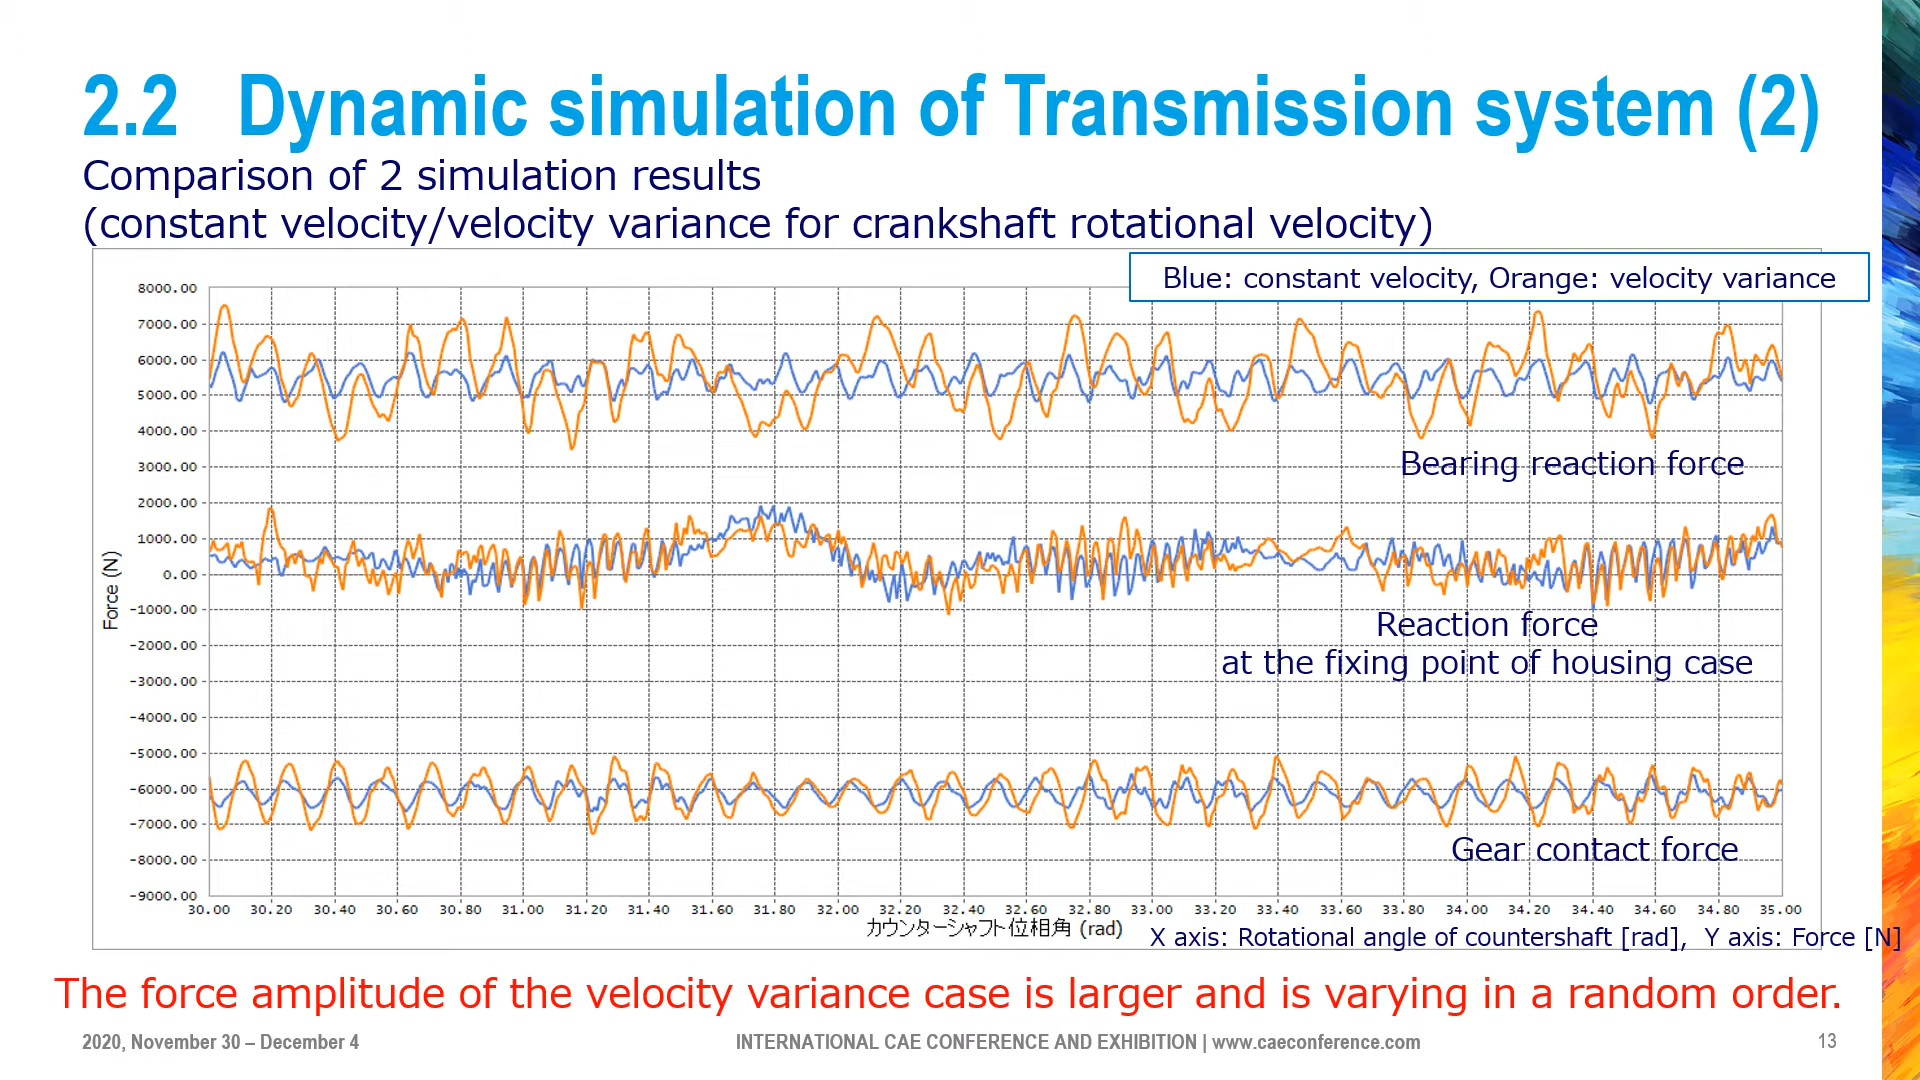 2.2 Dynamic simulation of Transmission system (2)
Comparison of 2 simulation results
(constant velocity/velocity variance for crankshaft rotational velocity)
Blue: constant velocity, Orange: velocity variance
8000.00
7000.00
6000.00
5000.00
4000.00
3000.00
2000.00
1000.00
0.00
-1000.00
-2000.00
-3000.00
-4000.00
-5000.00
-6000.00
-7000.00
-8000.00
-9000.00
Force (N)
Bearing reaction force
Reaction force
at the fixing point of housing case
Gear contact force
30.00 30.20 30.40 30.60 30.80 31.00 31.20 31.40 31.60 31.80 32.00 32.20 32.40 32.60 32.80 33.00 33.20 33.40 33.60 33.80 34.00 34.20 34.40 34.60 34.80 35.00
カウンターシャフト位相角 (rad)
X axis: Rotational angle of countershaft [rad], Y axis: Force [N]
The force amplitude of the velocity variance case is larger and is varying in a random order.
2020, November 30 – December 4
INTERNATIONAL CAE CONFERENCE AND EXHIBITION | www.caeconference.com
13